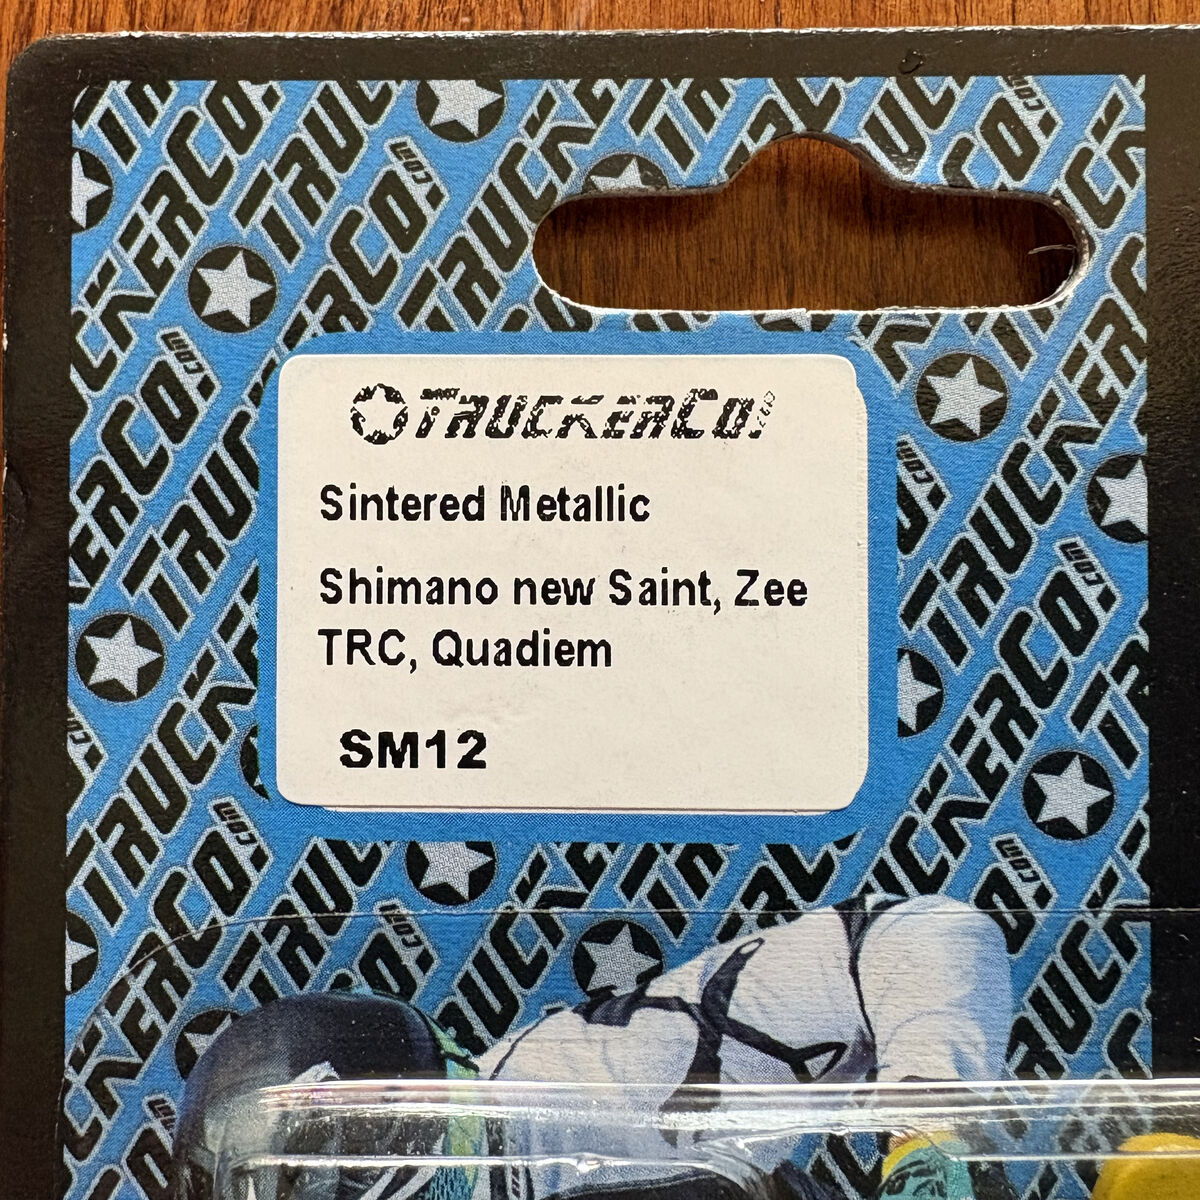 TRUCKERCO.
Sintered Metallic
Shimano new Saint, Zee
TRC, Quadiem
SM12